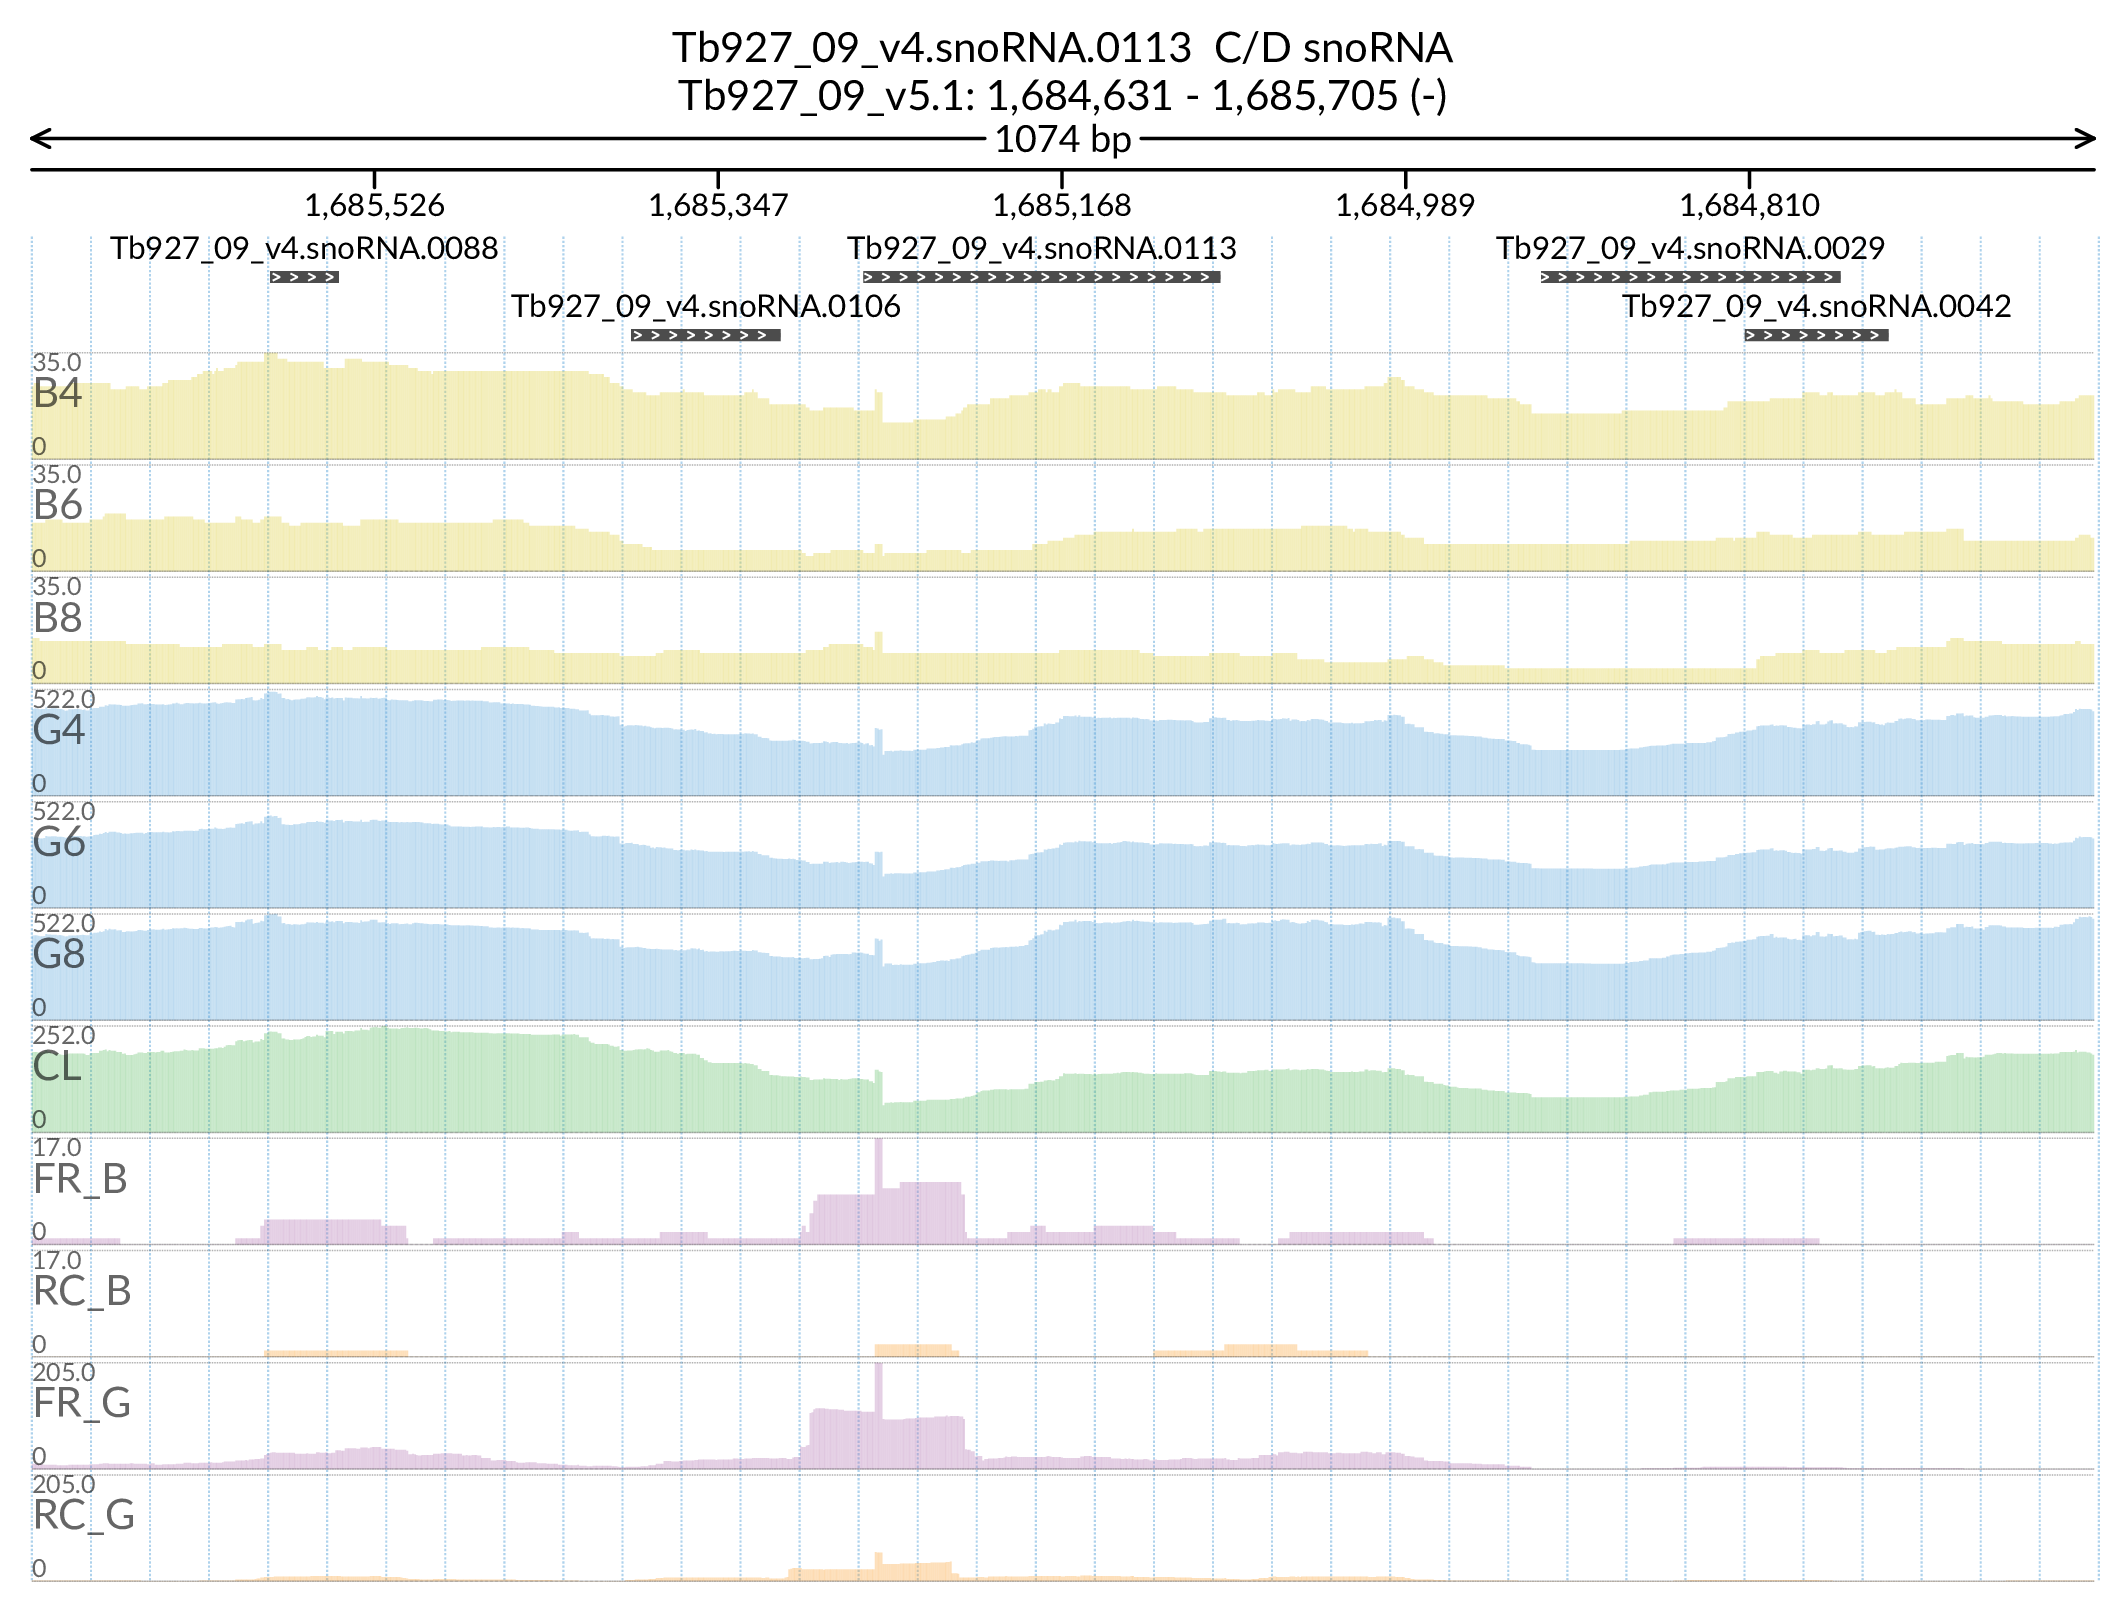 Tb927_09_v4.snoRNA.0113 C/D snoRNA
Tb927_09_v5.1: 1,684,631 - 1,685,705 (-)
1074 bp
1,685,526 1,685,347 1,685,168 1,684,989 1,684,810
Tb927_09_v4.snoRNA.0088 Tb927_09_v4.snoRNA.0113 Tb927_09_v4.snoRNA.0029
Tb927_09_v4.snoRNA.0106 Tb927_09_v4.snoRNA.0042
35.0
B4
0
35.0
B6
0
35.0
B8
0
522.0
G4
0
522.0
G6
0
522.0
G8
0
252.0
CL
0
17.0
FR_B
0
17.0
RC_B
0
205.0
FR_G
0
205.0
RC_G
0